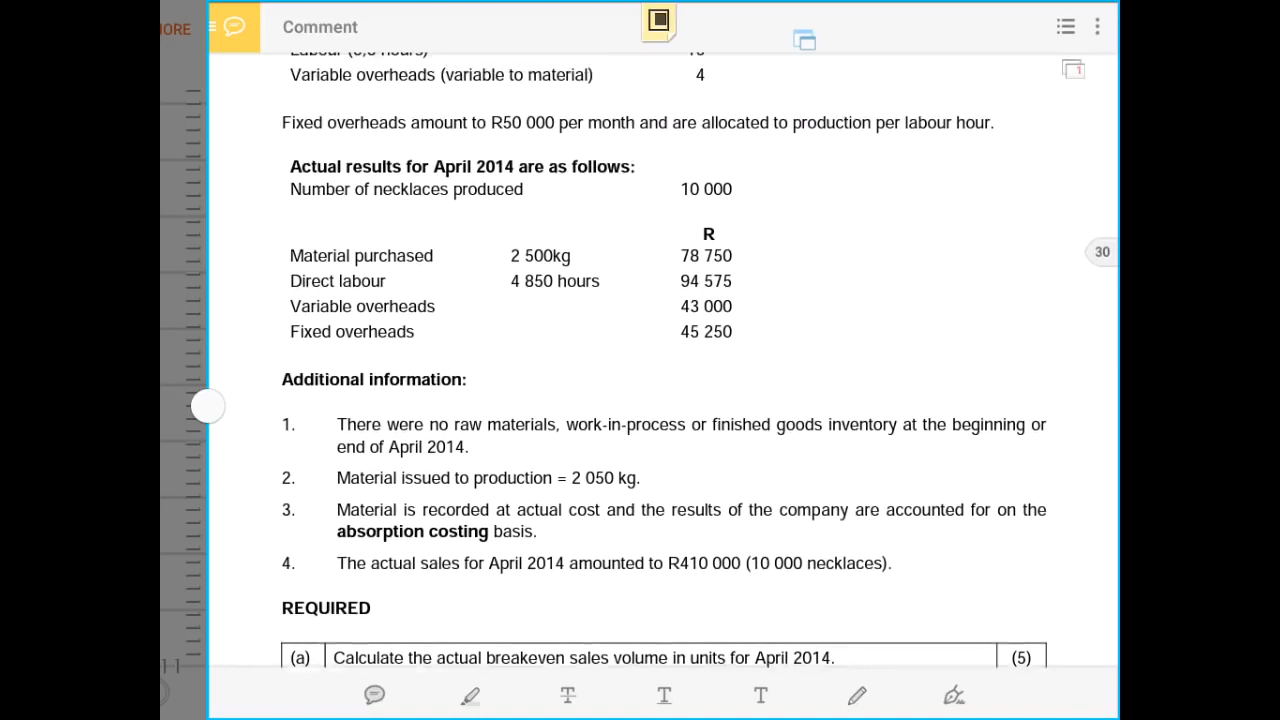 MORE
Comment
Labour (0,5 hours)
Variable overheads (variable to material) 4
1
Fixed overheads amount to R50 000 per month and are allocated to production per labour hour.
Actual results for April 2014 are as follows:
Number of necklaces produced 10 000
R
30
Material purchased 2 500kg 78 750
Direct labour 4 850 hours 94 575
Variable overheads 43 000
Fixed overheads 45 250
Additional information:
1. There were no raw materials, work-in-process or finished goods inventory at the beginning or
end of April 2014.
2. Material issued to production = 2 050 kg.
3. Material is recorded at actual cost and the results of the company are accounted for on the
absorption costing basis.
4. The actual sales for April 2014 amounted to R410 000 (10 000 necklaces).
REQUIRED
(a) Calculate the actual breakeven sales volume in units for April 2014. (5)